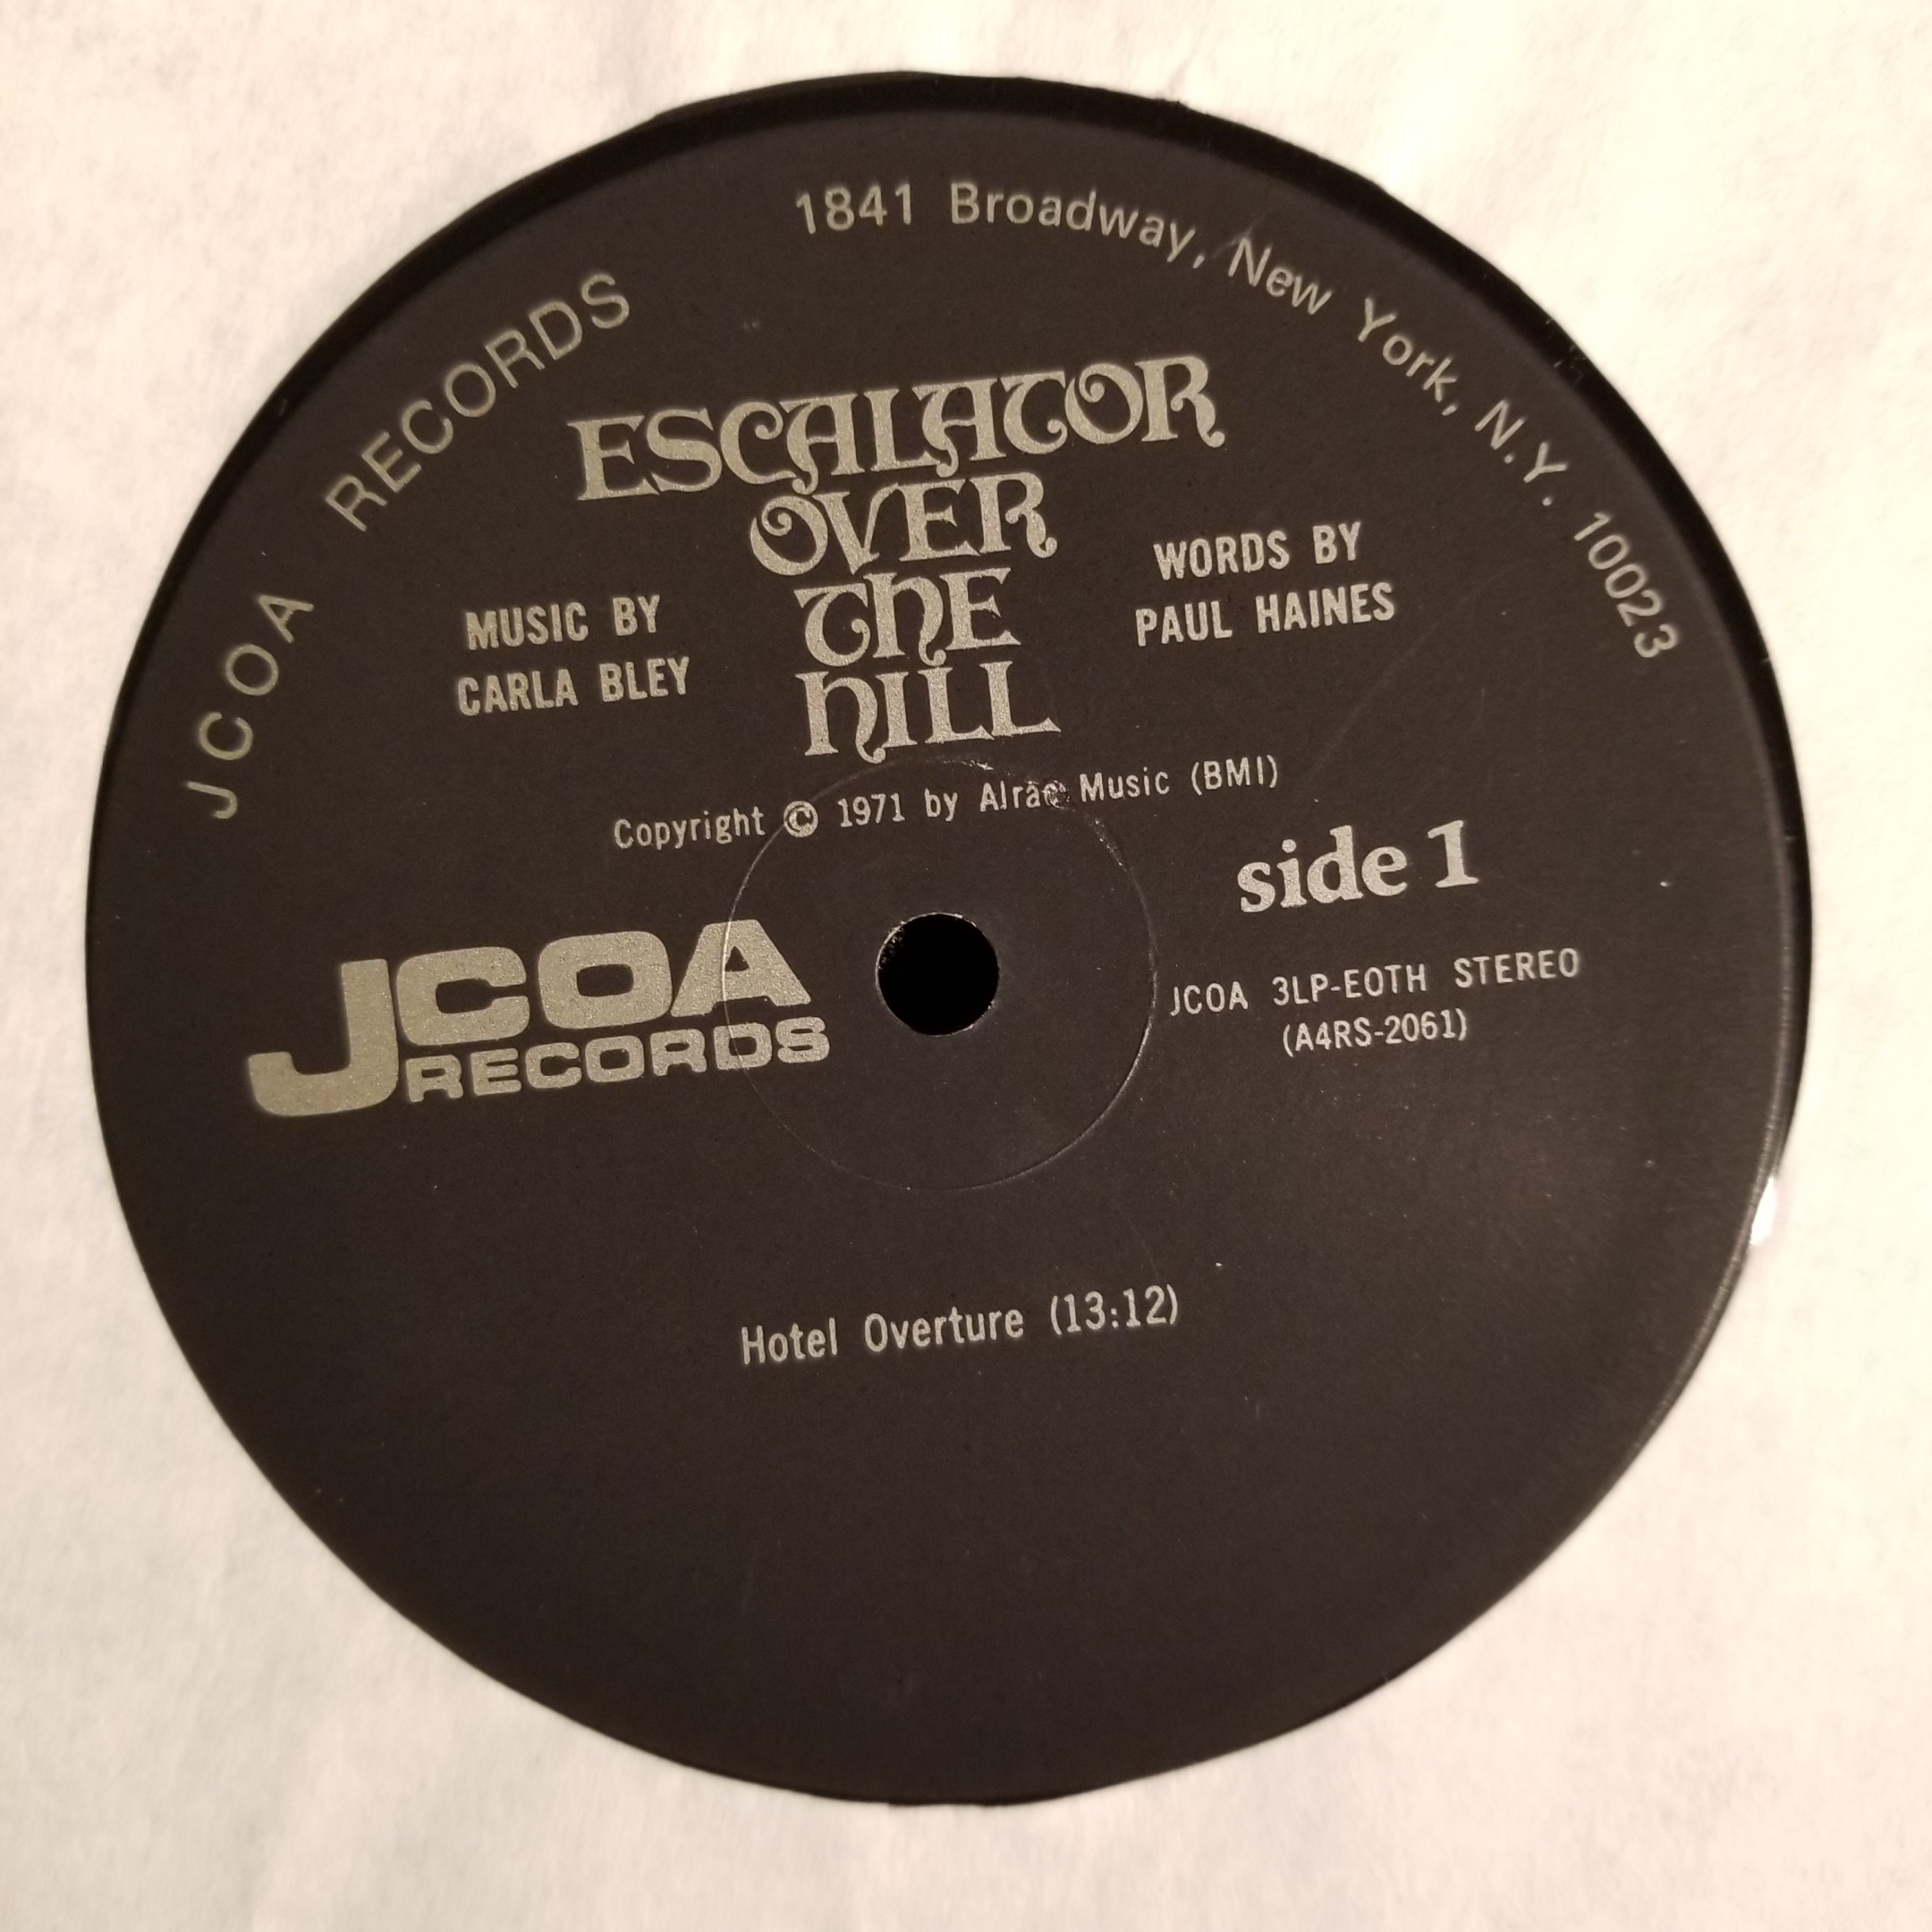 JCOA RECORDS 1841 Broadway, New York, N.Y. 10023
ESCALATOR
OVER
THE
HILL
MUSIC BY
CARLA BLEY
WORDS BY
PAUL HAINES
Copyright © 1971 by Alrac Music (BMI)
side 1
JCOA
RECORDS
JCOA 3LP-EOTH STEREO
(A4RS-2061)
Hotel Overture (13:12)